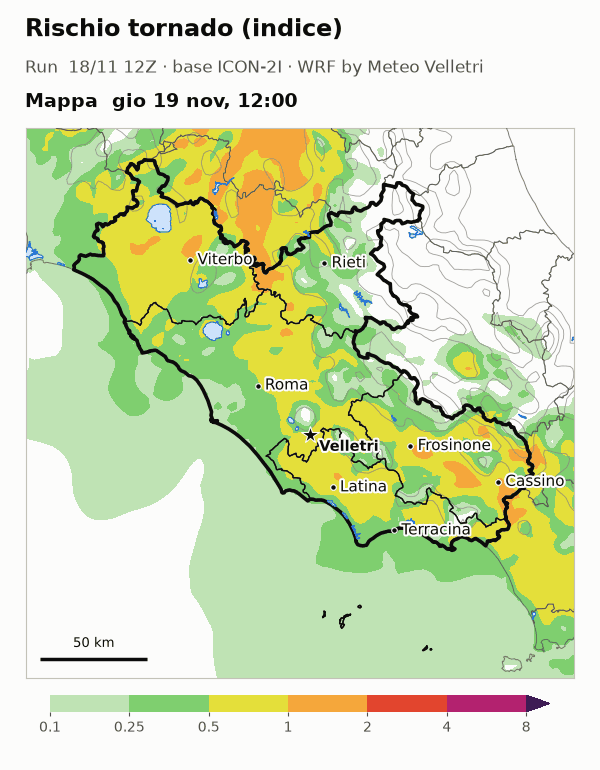 Rischio tornado (indice)
Run  18/11 12Z · base ICON-2I · WRF by Meteo Velletri
Mappa  gio 19 nov, 12:00
Viterbo
Rieti
Roma
Velletri
Frosinone
Cassino
Latina
Terracina
50 km
0.1 0.25 0.5 1 2 4 8